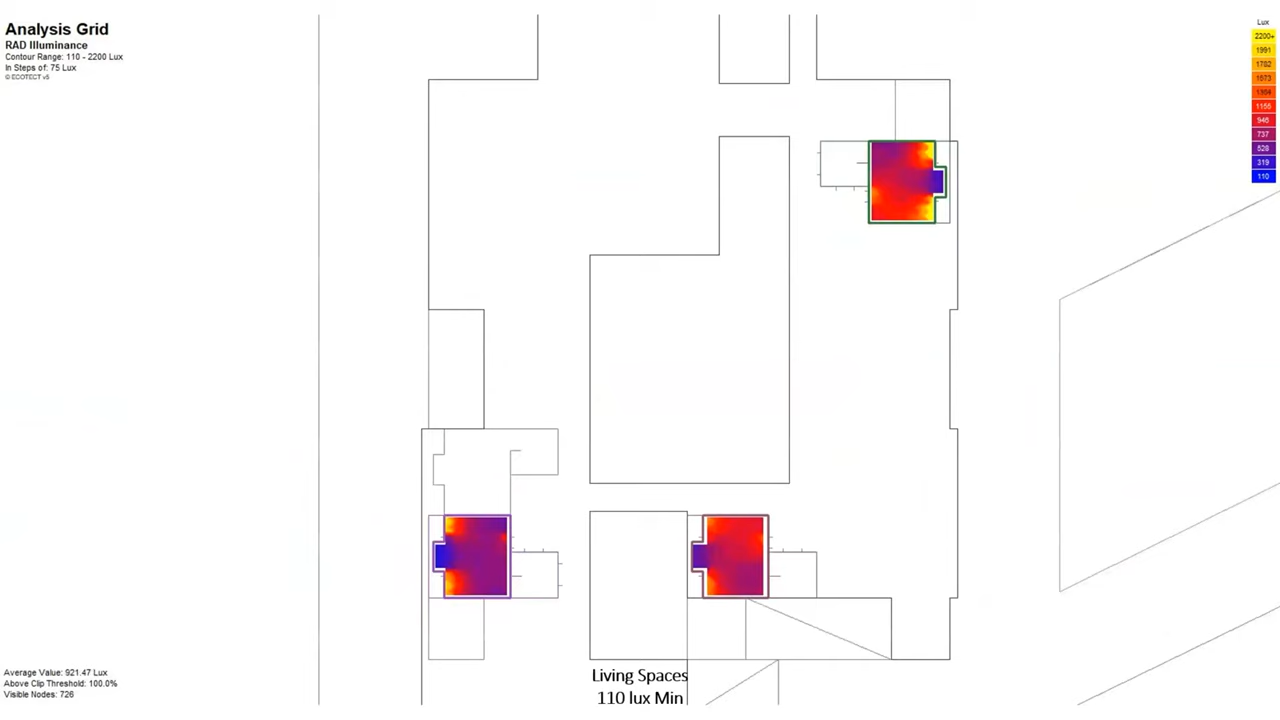 Analysis Grid
RAD Illuminance
Contour Range: 110 - 2200 Lux
In Steps of: 75 Lux
© ECOTECT v5
Lux
2200+
1991
1782
1573
1364
1155
946
737
528
319
110
Average Value: 921.47 Lux
Above Clip Threshold: 100.0%
Visible Nodes: 726
Living Spaces
110 lux Min